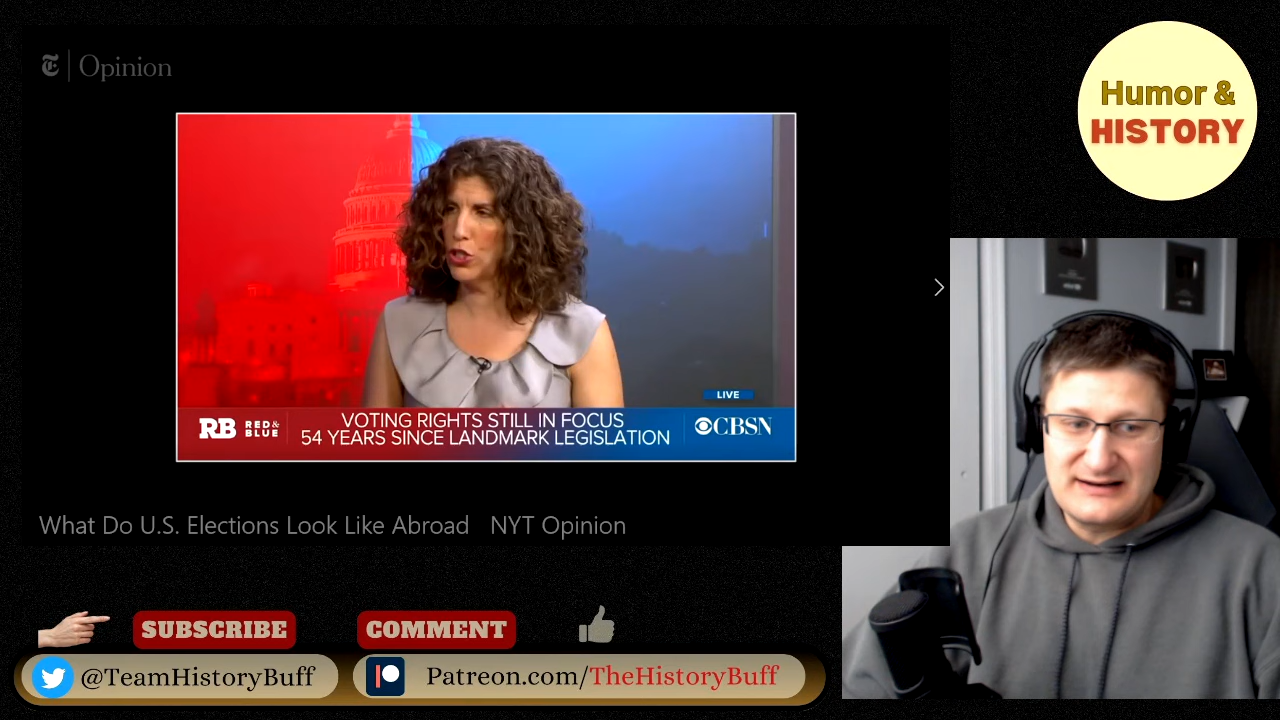 Opinion
Humor &
HISTORY
LIVE
RB
RED&
BLUE
VOTING RIGHTS STILL IN FOCUS
54 YEARS SINCE LANDMARK LEGISLATION
CBSN
What Do U.S. Elections Look Like Abroad NYT Opinion
SUBSCRIBE
COMMENT
@TeamHistoryBuff
Patreon.com/TheHistoryBuff